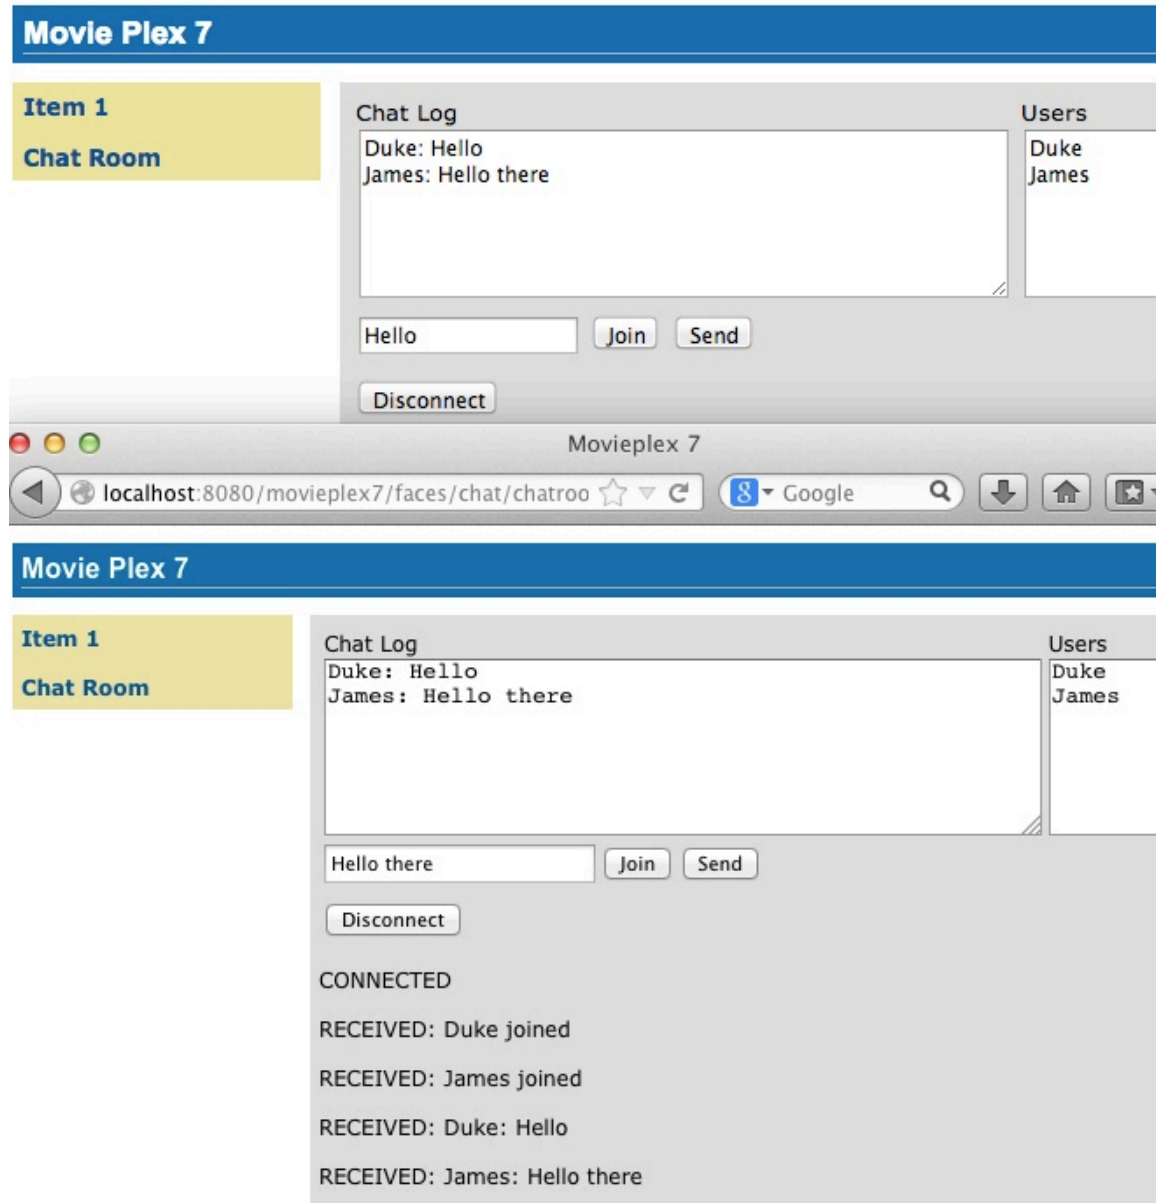 Movie Plex 7
Item 1
Chat Room
Chat Log
Users
Duke: Hello
James: Hello there
Duke
James
Hello
Join
Send
Disconnect
Movieplex 7
localhost:8080/movieplex7/faces/chat/chatroo
8
Google
Movie Plex 7
Item 1
Chat Room
Chat Log
Users
Duke: Hello
James: Hello there
Duke
James
Hello there
Join
Send
Disconnect
CONNECTED
RECEIVED: Duke joined
RECEIVED: James joined
RECEIVED: Duke: Hello
RECEIVED: James: Hello there